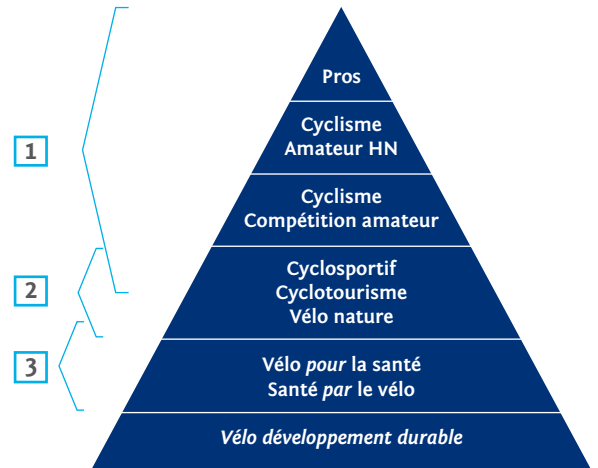 Pros
Cyclisme
Amateur HN
1
Cyclisme
Compétition amateur
Cyclosportif
2
Cyclotourisme
Vélo nature
3
Vélo pour la santé
Santé par le vélo
Vélo développement durable